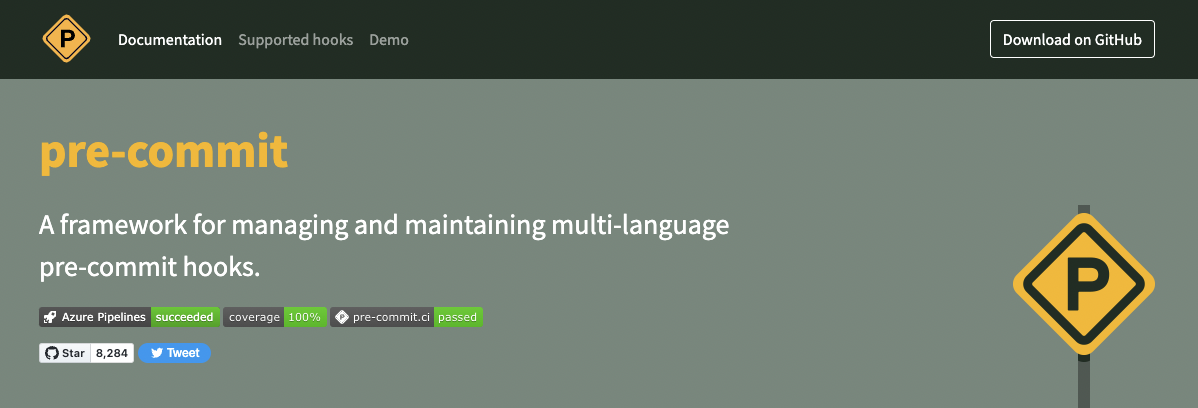 P
Documentation Supported hooks Demo
Download on GitHub
pre-commit
A framework for managing and maintaining multi-language
pre-commit hooks.
Azure Pipelines succeeded coverage 100% P pre-commit.ci passed
Star 8,284 Tweet
P